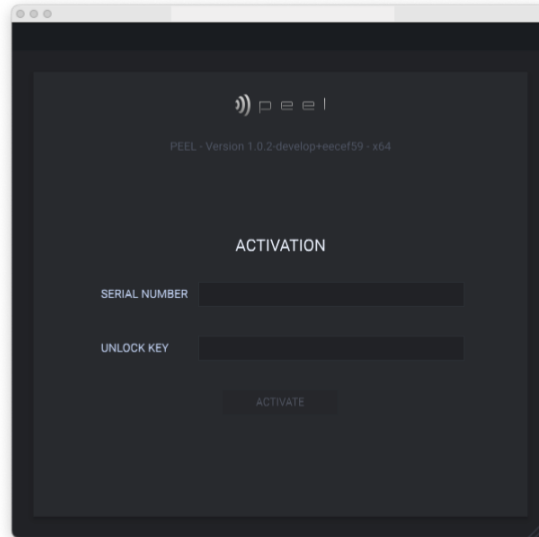 peel
PEEL - Version 1.0.2-develop+eecef59 - x64
ACTIVATION
SERIAL NUMBER
UNLOCK KEY
ACTIVATE